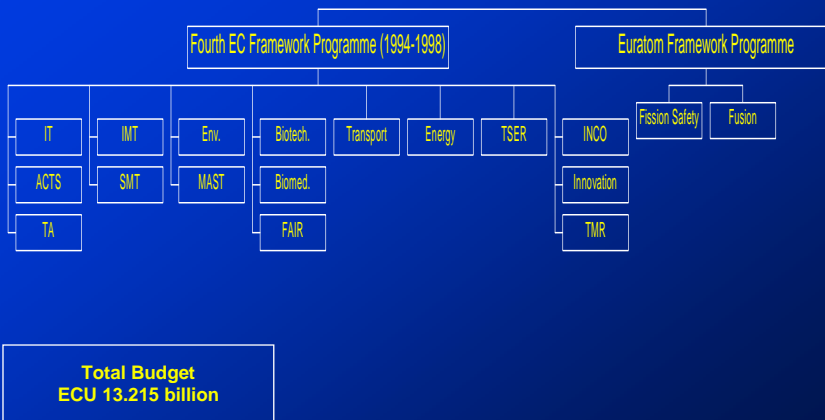 Fourth EC Framework Programme (1994-1998)
Euratom Framework Programme
IT
IMT
Env.
Biotech.
Transport
Energy
TSER
INCO
Fission Safety
Fusion
ACTS
SMT
MAST
Biomed.
Innovation
TA
FAIR
TMR
Total Budget
ECU 13.215 billion